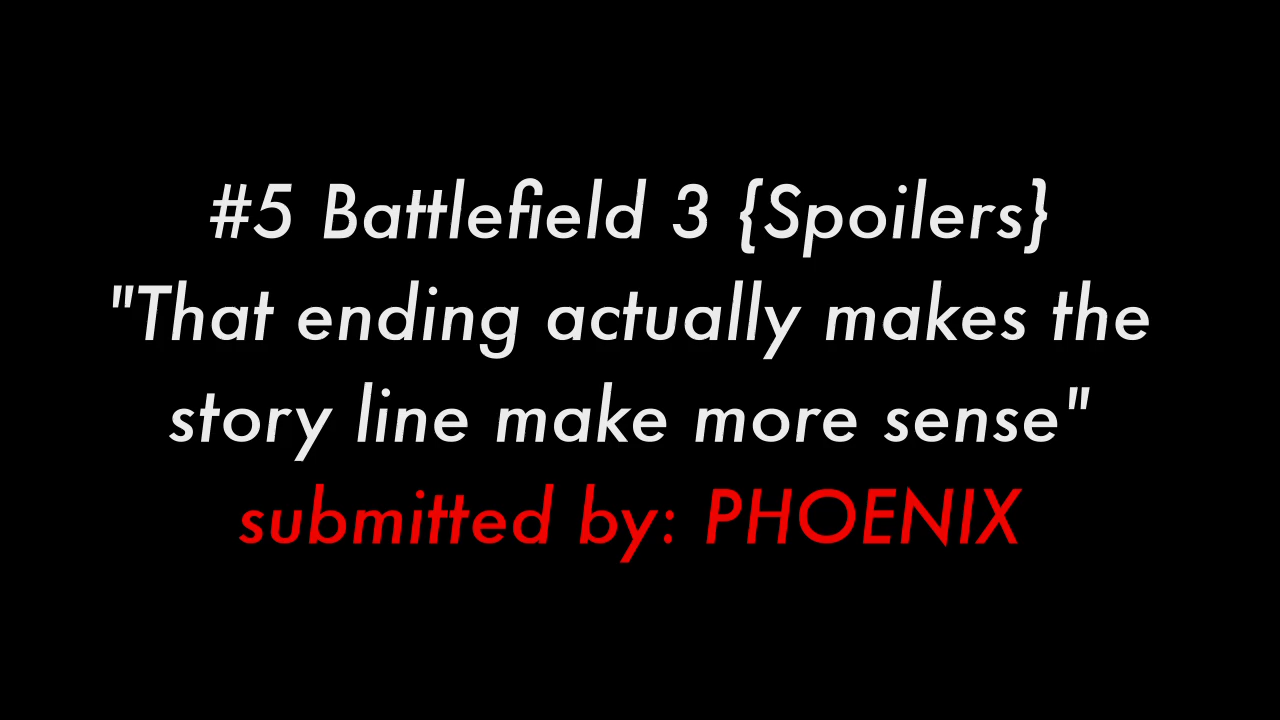 #5 Battlefield 3 {Spoilers}
"That ending actually makes the
story line make more sense"
submitted by: PHOENIX